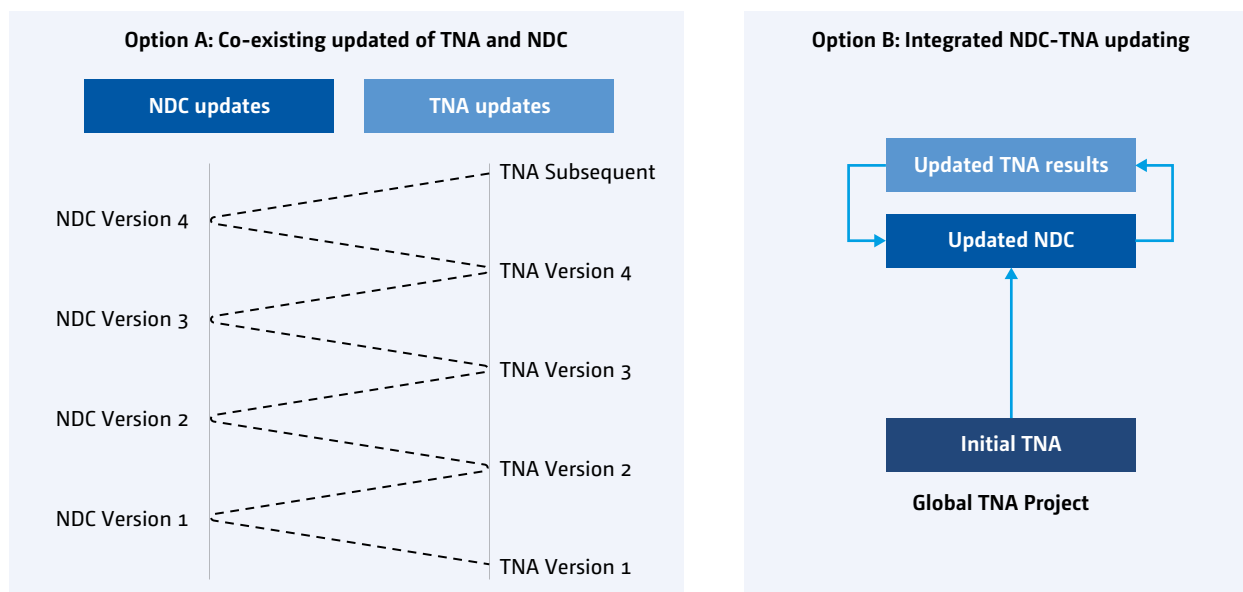 Option A: Co-existing updated of TNA and NDC
NDC updates
TNA updates
TNA Subsequent
NDC Version 4
TNA Version 4
NDC Version 3
TNA Version 3
NDC Version 2
TNA Version 2
NDC Version 1
TNA Version 1
Option B: Integrated NDC-TNA updating
Updated TNA results
Updated NDC
Initial TNA
Global TNA Project